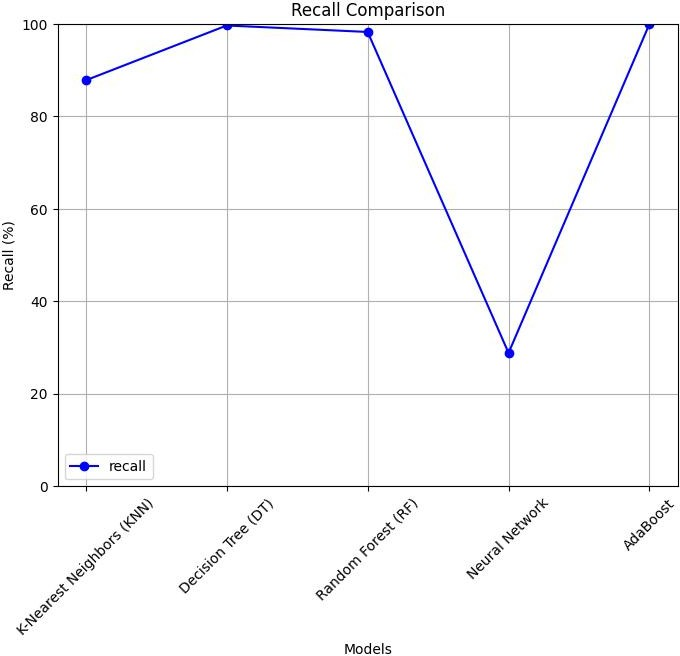 Recall Comparison
100
80
60
40
20
0
Recall (%)
recall
K-Nearest Neighbors (KNN)
Decision Tree (DT)
Random Forest (RF)
Neural Network
AdaBoost
Models